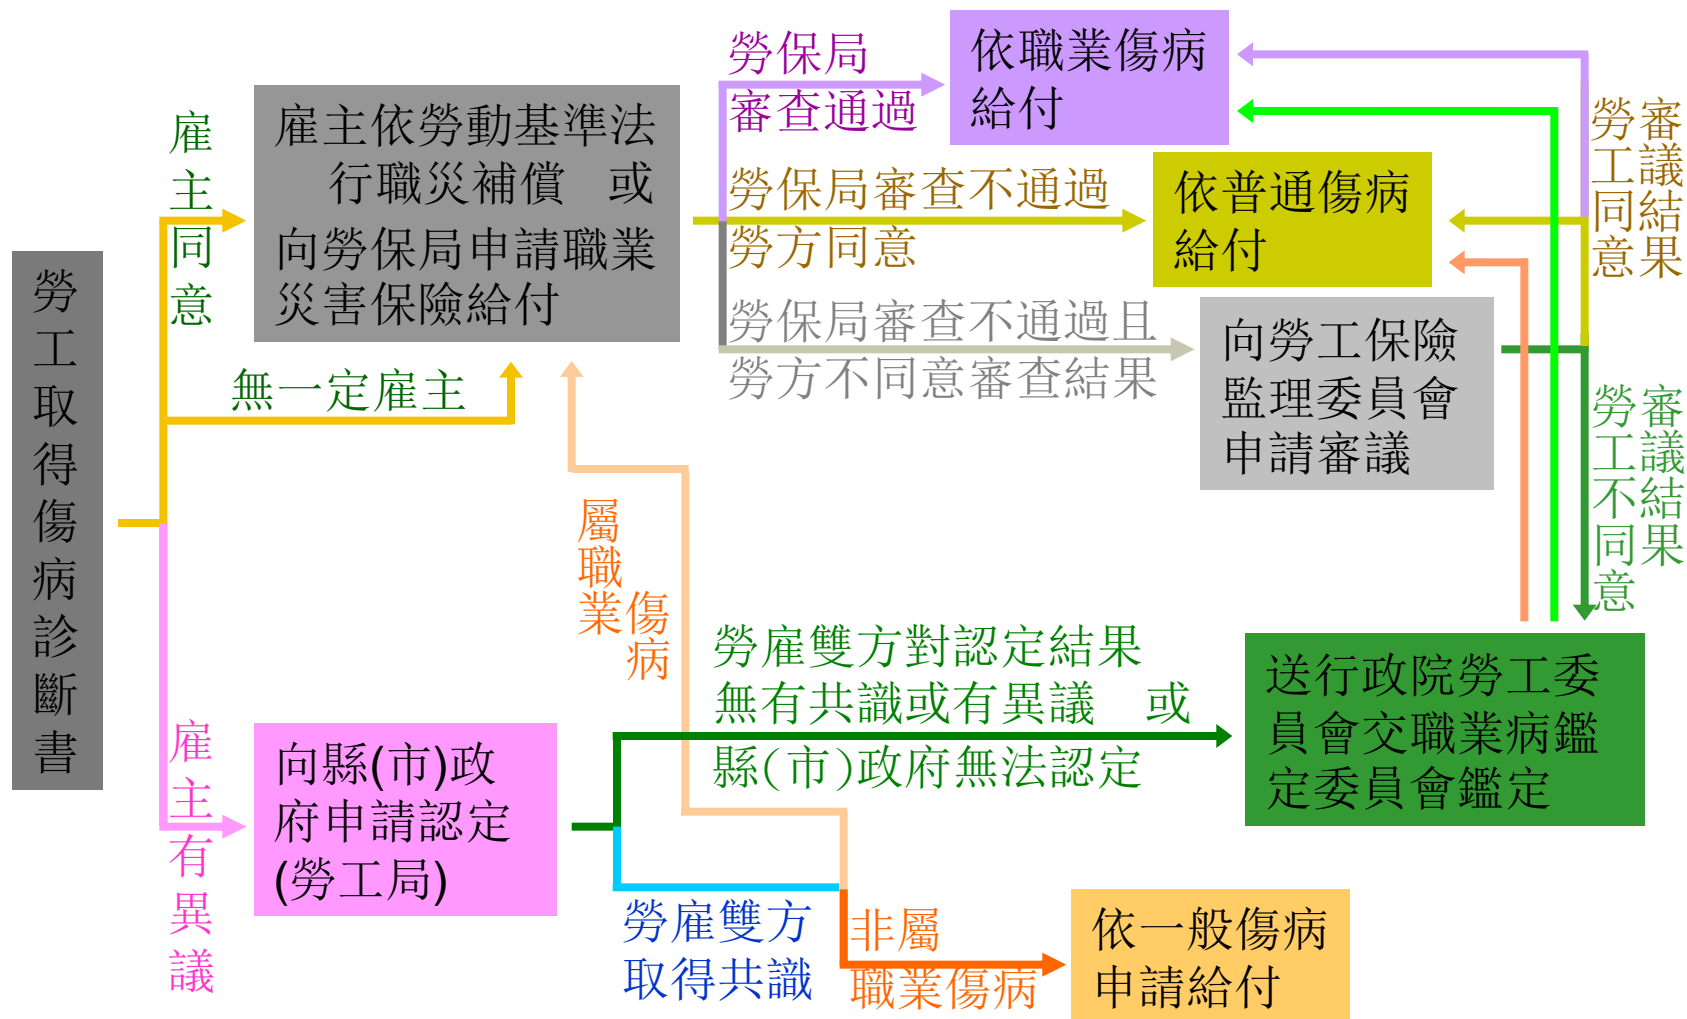 勞工取得傷病診斷書
雇主同意
雇主依勞動基準法
行職災補償 或
向勞保局申請職業
災害保險給付
無一定雇主
勞保局
審查通過
依職業傷病
給付
勞保局審查不通過
勞方同意
依普通傷病
給付
勞保局審查不通過且
勞方不同意審查結果
向勞工保險
監理委員會
申請審議
審議結果
勞工同意
審議結果
勞工不同意
屬職業
傷病
雇主有異議
向縣(市)政
府申請認定
(勞工局)
勞雇雙方對認定結果
無有共識或有異議 或
縣(市)政府無法認定
送行政院勞工委
員會交職業病鑑
定委員會鑑定
勞雇雙方
取得共識
非屬
職業傷病
依一般傷病
申請給付